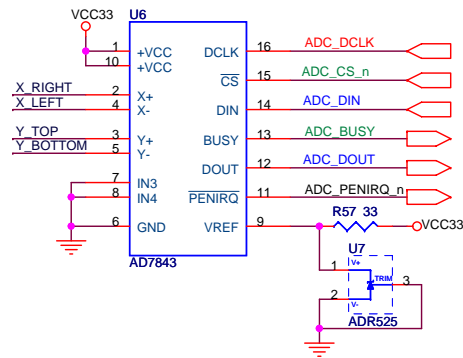 VCC33 U6
1 +VCC DCLK 16 ADC_DCLK
10 +VCC
CS 15 ADC_CS_n
X_RIGHT 2 X+
X_LEFT 4 X- DIN 14 ADC_DIN
Y_TOP 3 Y+ BUSY 13 ADC_BUSY
Y_BOTTOM 5 Y-
DOUT 12 ADC_DOUT
7 IN3
8 IN4 PENIRQ 11 ADC_PENIRQ_n
6 GND VREF 9 R57 33 VCC33
AD7843
U7
1 V+
TRIM 3
2 V-
ADR525